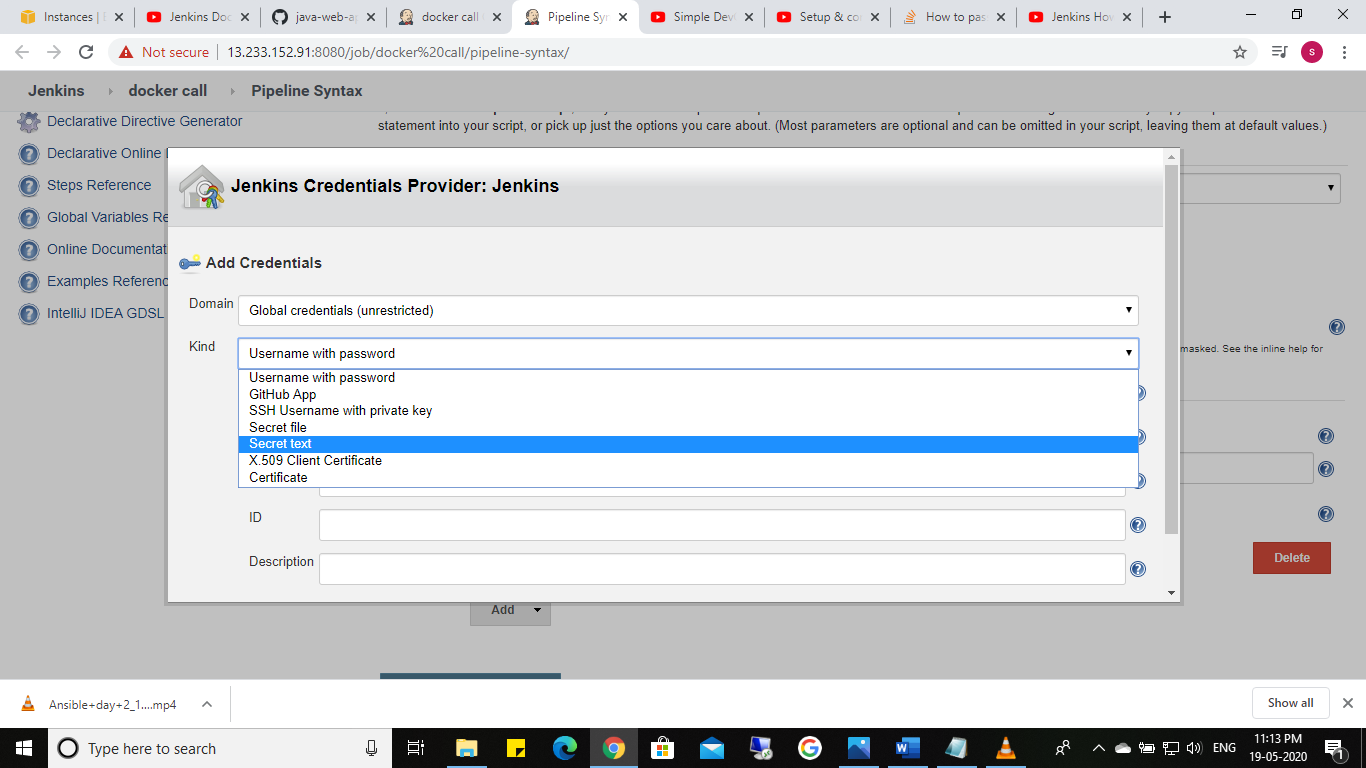 Instances | E
Jenkins Doc
java-web-ap
docker call
Pipeline Syn
Simple Dev
Setup & co
How to pas
Jenkins How
Not secure
13.233.152.91:8080/job/docker%20call/pipeline-syntax/
s
Jenkins
docker call
Pipeline Syntax
Declarative Directive Generator
statement into your script, or pick up just the options you care about. (Most parameters are optional and can be omitted in your script, leaving them at default values.)
Declarative Online
Steps Reference
Global Variables Re
Online Documentat
Examples Referenc
IntelliJ IDEA GDSL
Jenkins Credentials Provider: Jenkins
Add Credentials
Domain
Global credentials (unrestricted)
Kind
Username with password
masked. See the inline help for
Username with password
GitHub App
SSH Username with private key
Secret file
Secret text
X.509 Client Certificate
Certificate
ID
Description
Delete
Add
Ansible+day+2_1....mp4
Show all
Type here to search
ENG
11:13 PM
19-05-2020
1